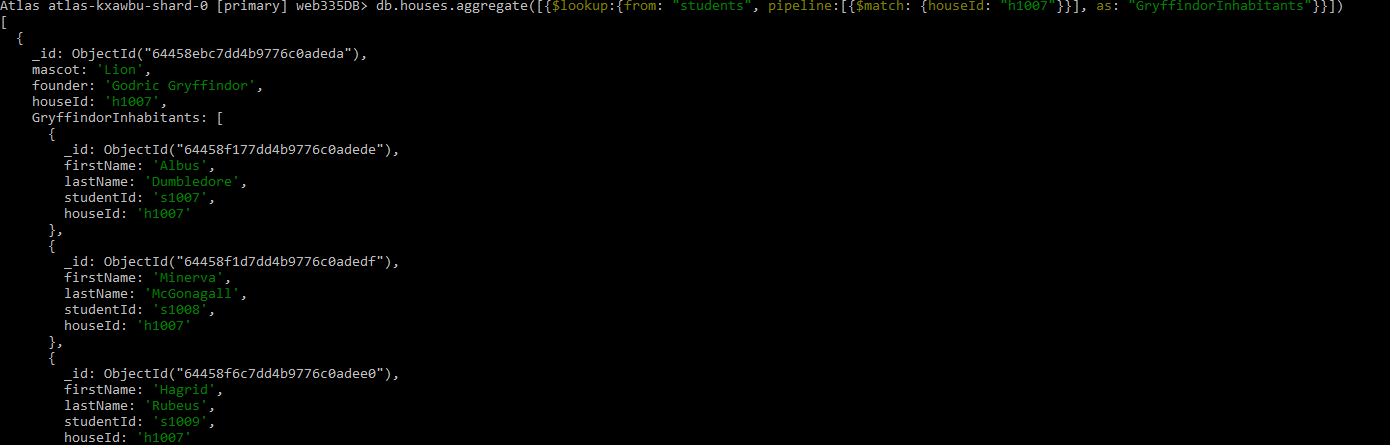 Atlas atlas-kxawbu-shard-0 [primary] web335DB> db.houses.aggregate([{$lookup:{from: "students", pipeline:[{$match: {houseId: "h1007"}}], as: "GryffindorInhabitants"}}])
[
  {
    _id: ObjectId("64458ebc7dd4b9776c0adeda"),
    mascot: 'Lion',
    founder: 'Godric Gryffindor',
    houseId: 'h1007',
    GryffindorInhabitants: [
      {
        _id: ObjectId("64458f177dd4b9776c0adede"),
        firstName: 'Albus',
        lastName: 'Dumbledore',
        studentId: 's1007',
        houseId: 'h1007'
      },
      {
        _id: ObjectId("64458f1d7dd4b9776c0adedf"),
        firstName: 'Minerva',
        lastName: 'McGonagall',
        studentId: 's1008',
        houseId: 'h1007'
      },
      {
        _id: ObjectId("64458f6c7dd4b9776c0adee0"),
        firstName: 'Hagrid',
        lastName: 'Rubeus',
        studentId: 's1009',
        houseId: 'h1007'